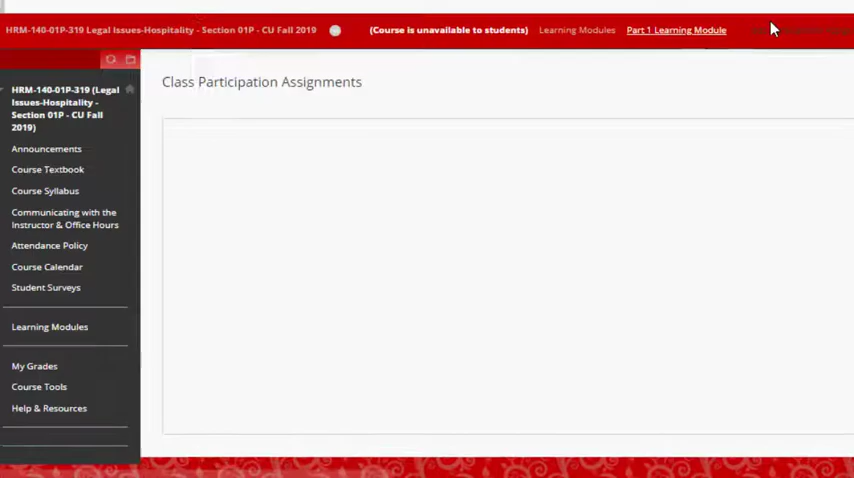 HRM-140-01P-319 Legal Issues-Hospitality - Section 01P - CU Fall 2019
(Course is unavailable to students)
Learning Modules
Part 1 Learning Module
HRM-140-01P-319 (Legal
Issues-Hospitality -
Section 01P - CU Fall
2019)
Announcements
Course Textbook
Course Syllabus
Communicating with the
Instructor & Office Hours
Attendance Policy
Course Calendar
Student Surveys
Learning Modules
My Grades
Course Tools
Help & Resources
Class Participation Assignments